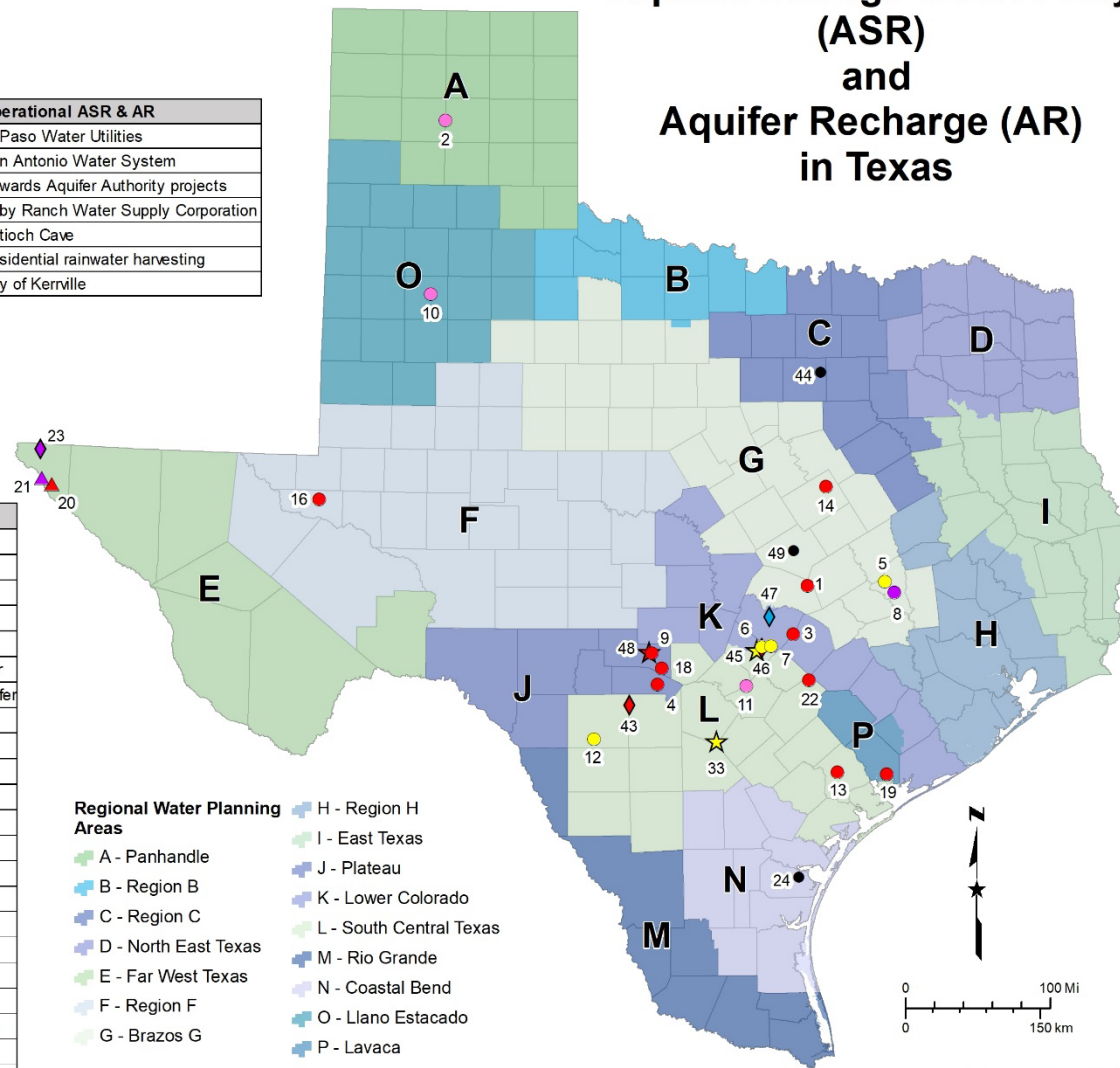 (ASR)
and
Aquifer Recharge (AR)
in Texas
perational ASR & AR
Paso Water Utilities
n Antonio Water System
wards Aquifer Authority projects
by Ranch Water Supply Corporation
tioch Cave
sidential rainwater harvesting
y of Kerrville
A
2
O
10
B
C
44
D
23
21
20
16
F
G
14
I
E
49
1
5
8
47
K
6
3
H
48
9
45
46
7
18
J
4
11
22
43
L
P
12
33
13
19
N
24
M
N
Regional Water Planning
Areas
A - Panhandle
B - Region B
C - Region C
D - North East Texas
E - Far West Texas
F - Region F
G - Brazos G
H - Region H
I - East Texas
J - Plateau
K - Lower Colorado
L - South Central Texas
M - Rio Grande
N - Coastal Bend
O - Llano Estacado
P - Lavaca
0 100 Mi
0 150 km
r
fer